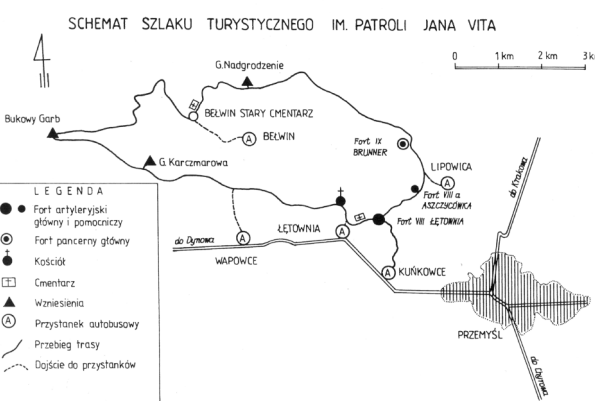 SCHEMAT SZLAKU TURYSTYCZNEGO IM. PATROLI JANA VITA
0 1 km 2 km 3 k
G.Nadgrodzenie
BEŁWIN STARY CMENTARZ
Bukowy Garb
A BEŁWIN
Fort IX
BRUNNER
G. Karczmarowa
LIPOWICA
A
do Krakowa
Fort VIII a
ASZCZYCÓWKA
Fort VIII ŁĘTOWNIA
ŁĘTOWNIA
A
do Dynowa
A
WAPOWCE
A KUŃKOWCE
PRZEMYŚL
do Chyrowa
LEGENDA
Fort artyleryjski
główny i pomocniczy
Fort pancerny główny
Kościół
Cmentarz
Wzniesienia
A Przystanek autobusowy
Przebieg trasy
Dojście do przystanków